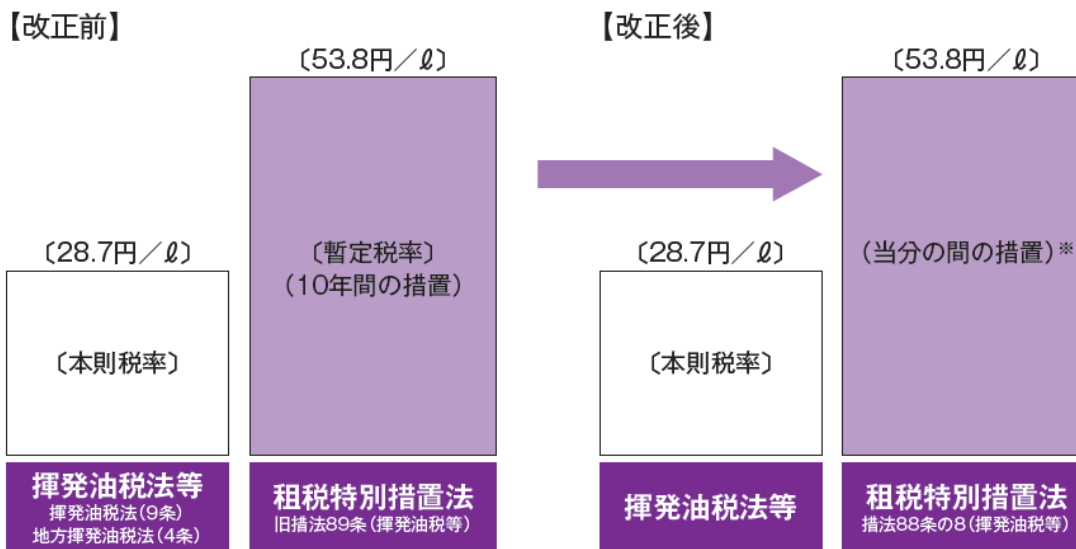 【改正前】
〔53.8円／ℓ〕
〔28.7円／ℓ〕
〔暫定税率〕
（10年間の措置）
〔本則税率〕
揮発油税法等
揮発油税法（9条）
地方揮発油税法（4条）
租税特別措置法
旧措法89条（揮発油税等）
【改正後】
〔53.8円／ℓ〕
〔28.7円／ℓ〕
（当分の間の措置）※
〔本則税率〕
揮発油税法等
租税特別措置法
措法88条の8（揮発油税等）